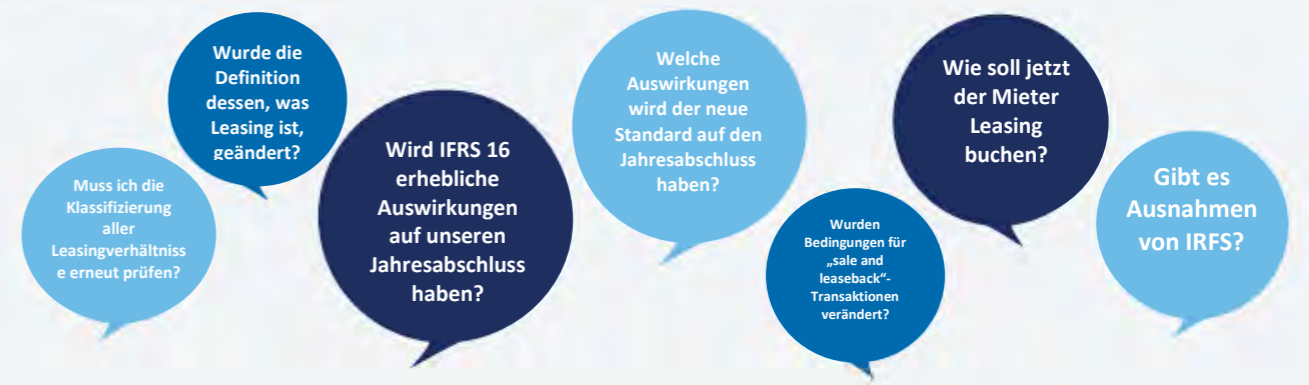 Muss ich die
Klassifizierung
aller
Leasingverhältniss
e erneut prüfen?
Wurde die
Definition
dessen, was
Leasing ist,
geändert?
Wird IFRS 16
erhebliche
Auswirkungen
auf unseren
Jahresabschluss
haben?
Welche
Auswirkungen
wird der neue
Standard auf den
Jahresabschluss
haben?
Wurden
Bedingungen für
„sale and
leaseback“-
Transaktionen
verändert?
Wie soll jetzt
der Mieter
Leasing
buchen?
Gibt es
Ausnahmen
von IRFS?